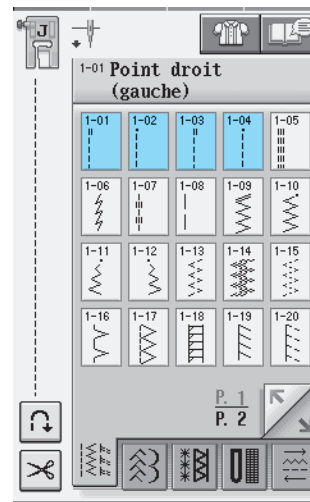 J
1-01 Point droit
(gauche)
1-01 1-02 1-03 1-04 1-05
1-06 1-07 1-08 1-09 1-10
1-11 1-12 1-13 1-14 1-15
1-16 1-17 1-18 1-19 1-20
P. 1
P. 2